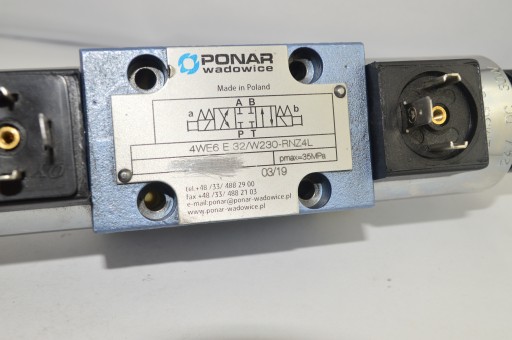 PONAR
wadowice
Made in Poland
A B
a b
P T
4WE6 E 32/W230-RNZ4L
pmax=35MPa
03/19
tel:+48 /33/ 488 29 00
fax +48 /33/ 488 21 03
e-mail:ponar@ponar-wadowice.pl
www.ponar-wadowice.pl